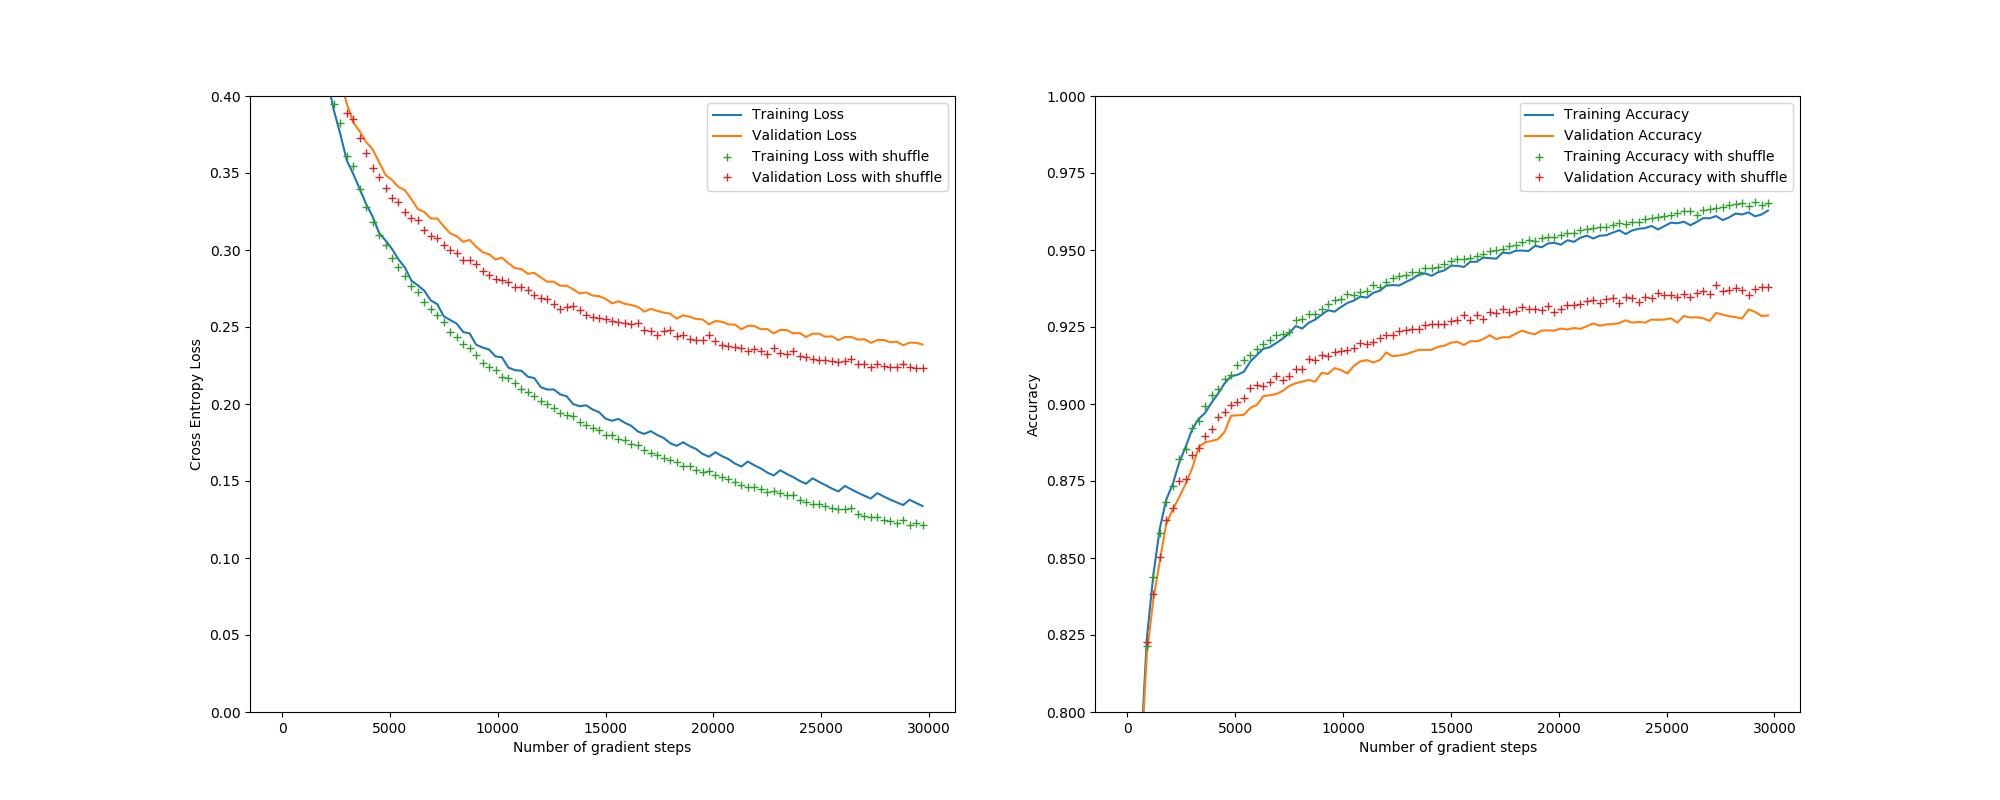 0.40
0.35
0.30
0.25
0.20
0.15
0.10
0.05
0.00
Cross Entropy Loss
0
5000
10000
15000
20000
25000
30000
Number of gradient steps
Training Loss
Validation Loss
Training Loss with shuffle
Validation Loss with shuffle
1.000
0.975
0.950
0.925
0.900
0.875
0.850
0.825
0.800
Accuracy
0
5000
10000
15000
20000
25000
30000
Number of gradient steps
Training Accuracy
Validation Accuracy
Training Accuracy with shuffle
Validation Accuracy with shuffle